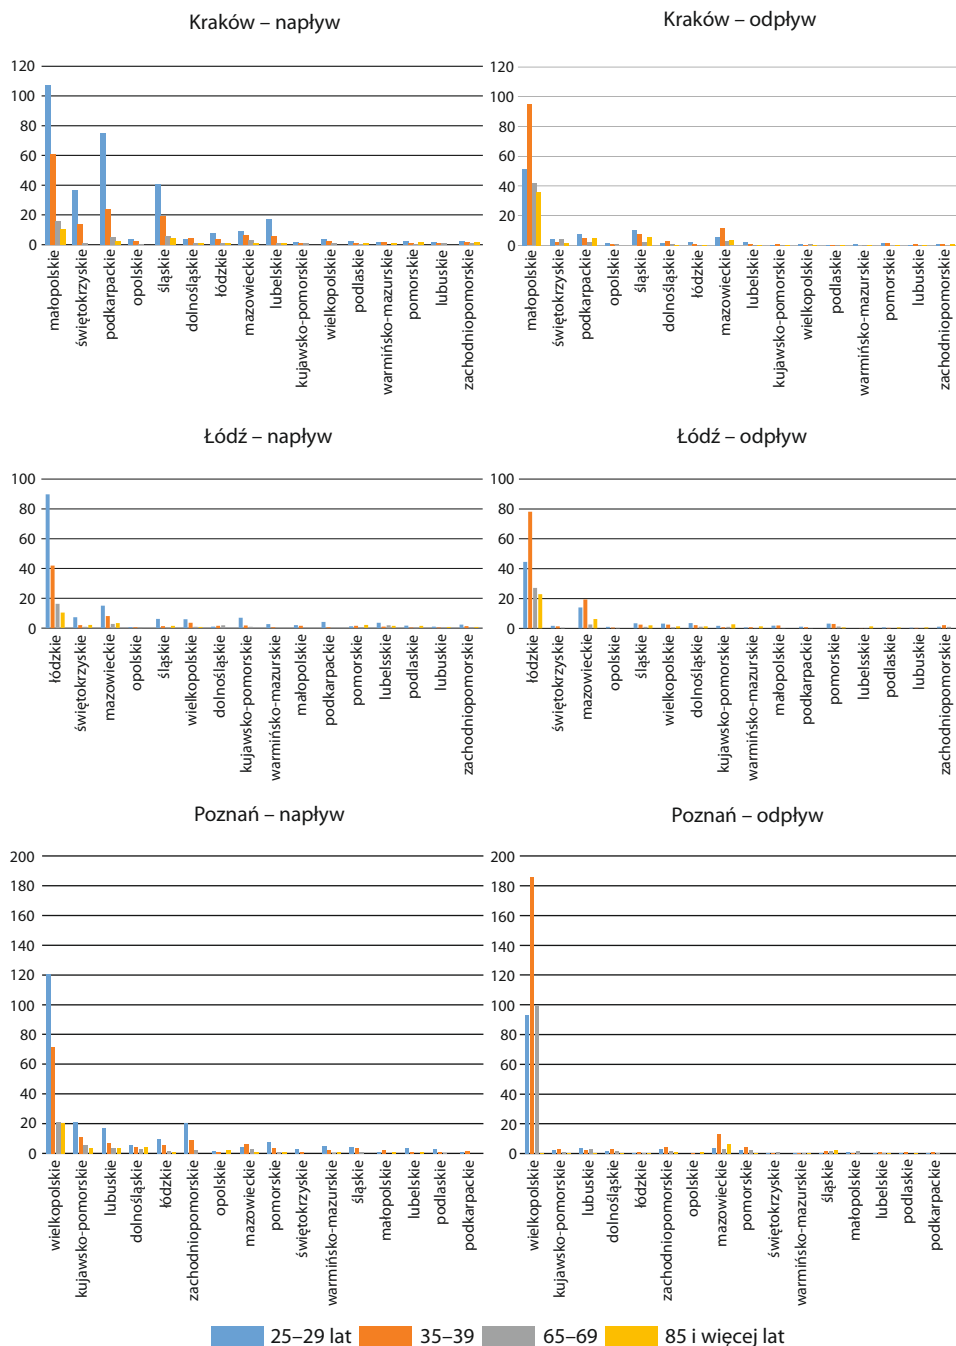 Kraków – napływ
120
100
80
60
40
20
0
małopolskie
świętokrzyskie
podkarpackie
opolskie
śląskie
dolnośląskie
łódzkie
mazowieckie
lubelskie
kujawsko-pomorskie
wielkopolskie
podlaskie
warmińsko-mazurskie
pomorskie
lubuskie
zachodniopomorskie
Kraków – odpływ
120
100
80
60
40
20
0
małopolskie
świętokrzyskie
podkarpackie
opolskie
śląskie
dolnośląskie
łódzkie
mazowieckie
lubelskie
kujawsko-pomorskie
wielkopolskie
podlaskie
warmińsko-mazurskie
pomorskie
lubuskie
zachodniopomorskie
Łódź – napływ
100
80
60
40
20
0
łódzkie
świętokrzyskie
mazowieckie
opolskie
śląskie
wielkopolskie
dolnośląskie
kujawsko-pomorskie
warmińsko-mazurskie
małopolskie
podkarpackie
pomorskie
lubelsskie
podlaskie
lubuskie
zachodniopomorskie
Łódź – odpływ
100
80
60
40
20
0
łódzkie
świętokrzyskie
mazowieckie
opolskie
śląskie
wielkopolskie
dolnośląskie
kujawsko-pomorskie
warmińsko-mazurskie
małopolskie
podkarpackie
pomorskie
lubelskie
podlaskie
lubuskie
zachodniopomorskie
Poznań – napływ
200
180
160
140
120
100
80
60
40
20
0
wielkopolskie
kujawsko-pomorskie
lubuskie
dolnośląskie
łódzkie
zachodniopomorskie
opolskie
mazowieckie
pomorskie
świętokrzyskie
warmińsko-mazurskie
śląskie
małopolskie
lubelskie
podlaskie
podkarpackie
Poznań – odpływ
200
180
160
140
120
100
80
60
40
20
0
wielkopolskie
kujawsko-pomorskie
lubuskie
dolnośląskie
łódzkie
zachodniopomorskie
opolskie
mazowieckie
pomorskie
świętokrzyskie
warmińsko-mazurskie
śląskie
małopolskie
lubelskie
podlaskie
podkarpackie
25–29 lat 35–39 65–69 85 i więcej lat